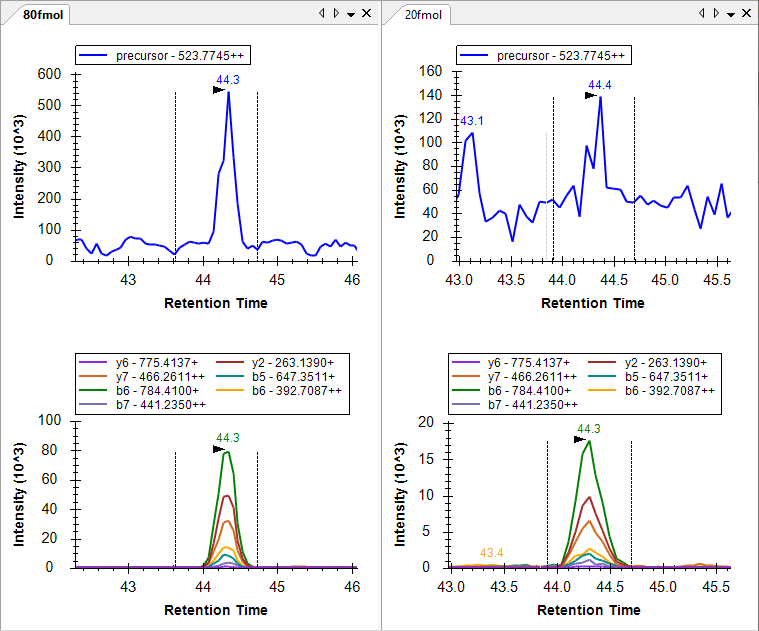 80fmol
20fmol
precursor - 523.7745++
600
500
400
300
200
100
0
Intensity (10^3)
44.3
43
44
45
46
Retention Time
precursor - 523.7745++
160
140
120
100
80
60
40
20
0
Intensity (10^3)
43.1
44.4
43.0
43.5
44.0
44.5
45.0
45.5
Retention Time
y6 - 775.4137+ y2 - 263.1390+
y7 - 466.2611++ b5 - 647.3511+
b6 - 784.4100+ b6 - 392.7087++
b7 - 441.2350++
100
80
60
40
20
0
Intensity (10^3)
44.3
43
44
45
46
Retention Time
y6 - 775.4137+ y2 - 263.1390+
y7 - 466.2611++ b5 - 647.3511+
b6 - 784.4100+ b6 - 392.7087++
b7 - 441.2350++
20
15
10
5
0
Intensity (10^3)
44.3
43.4
43.0
43.5
44.0
44.5
45.0
45.5
Retention Time